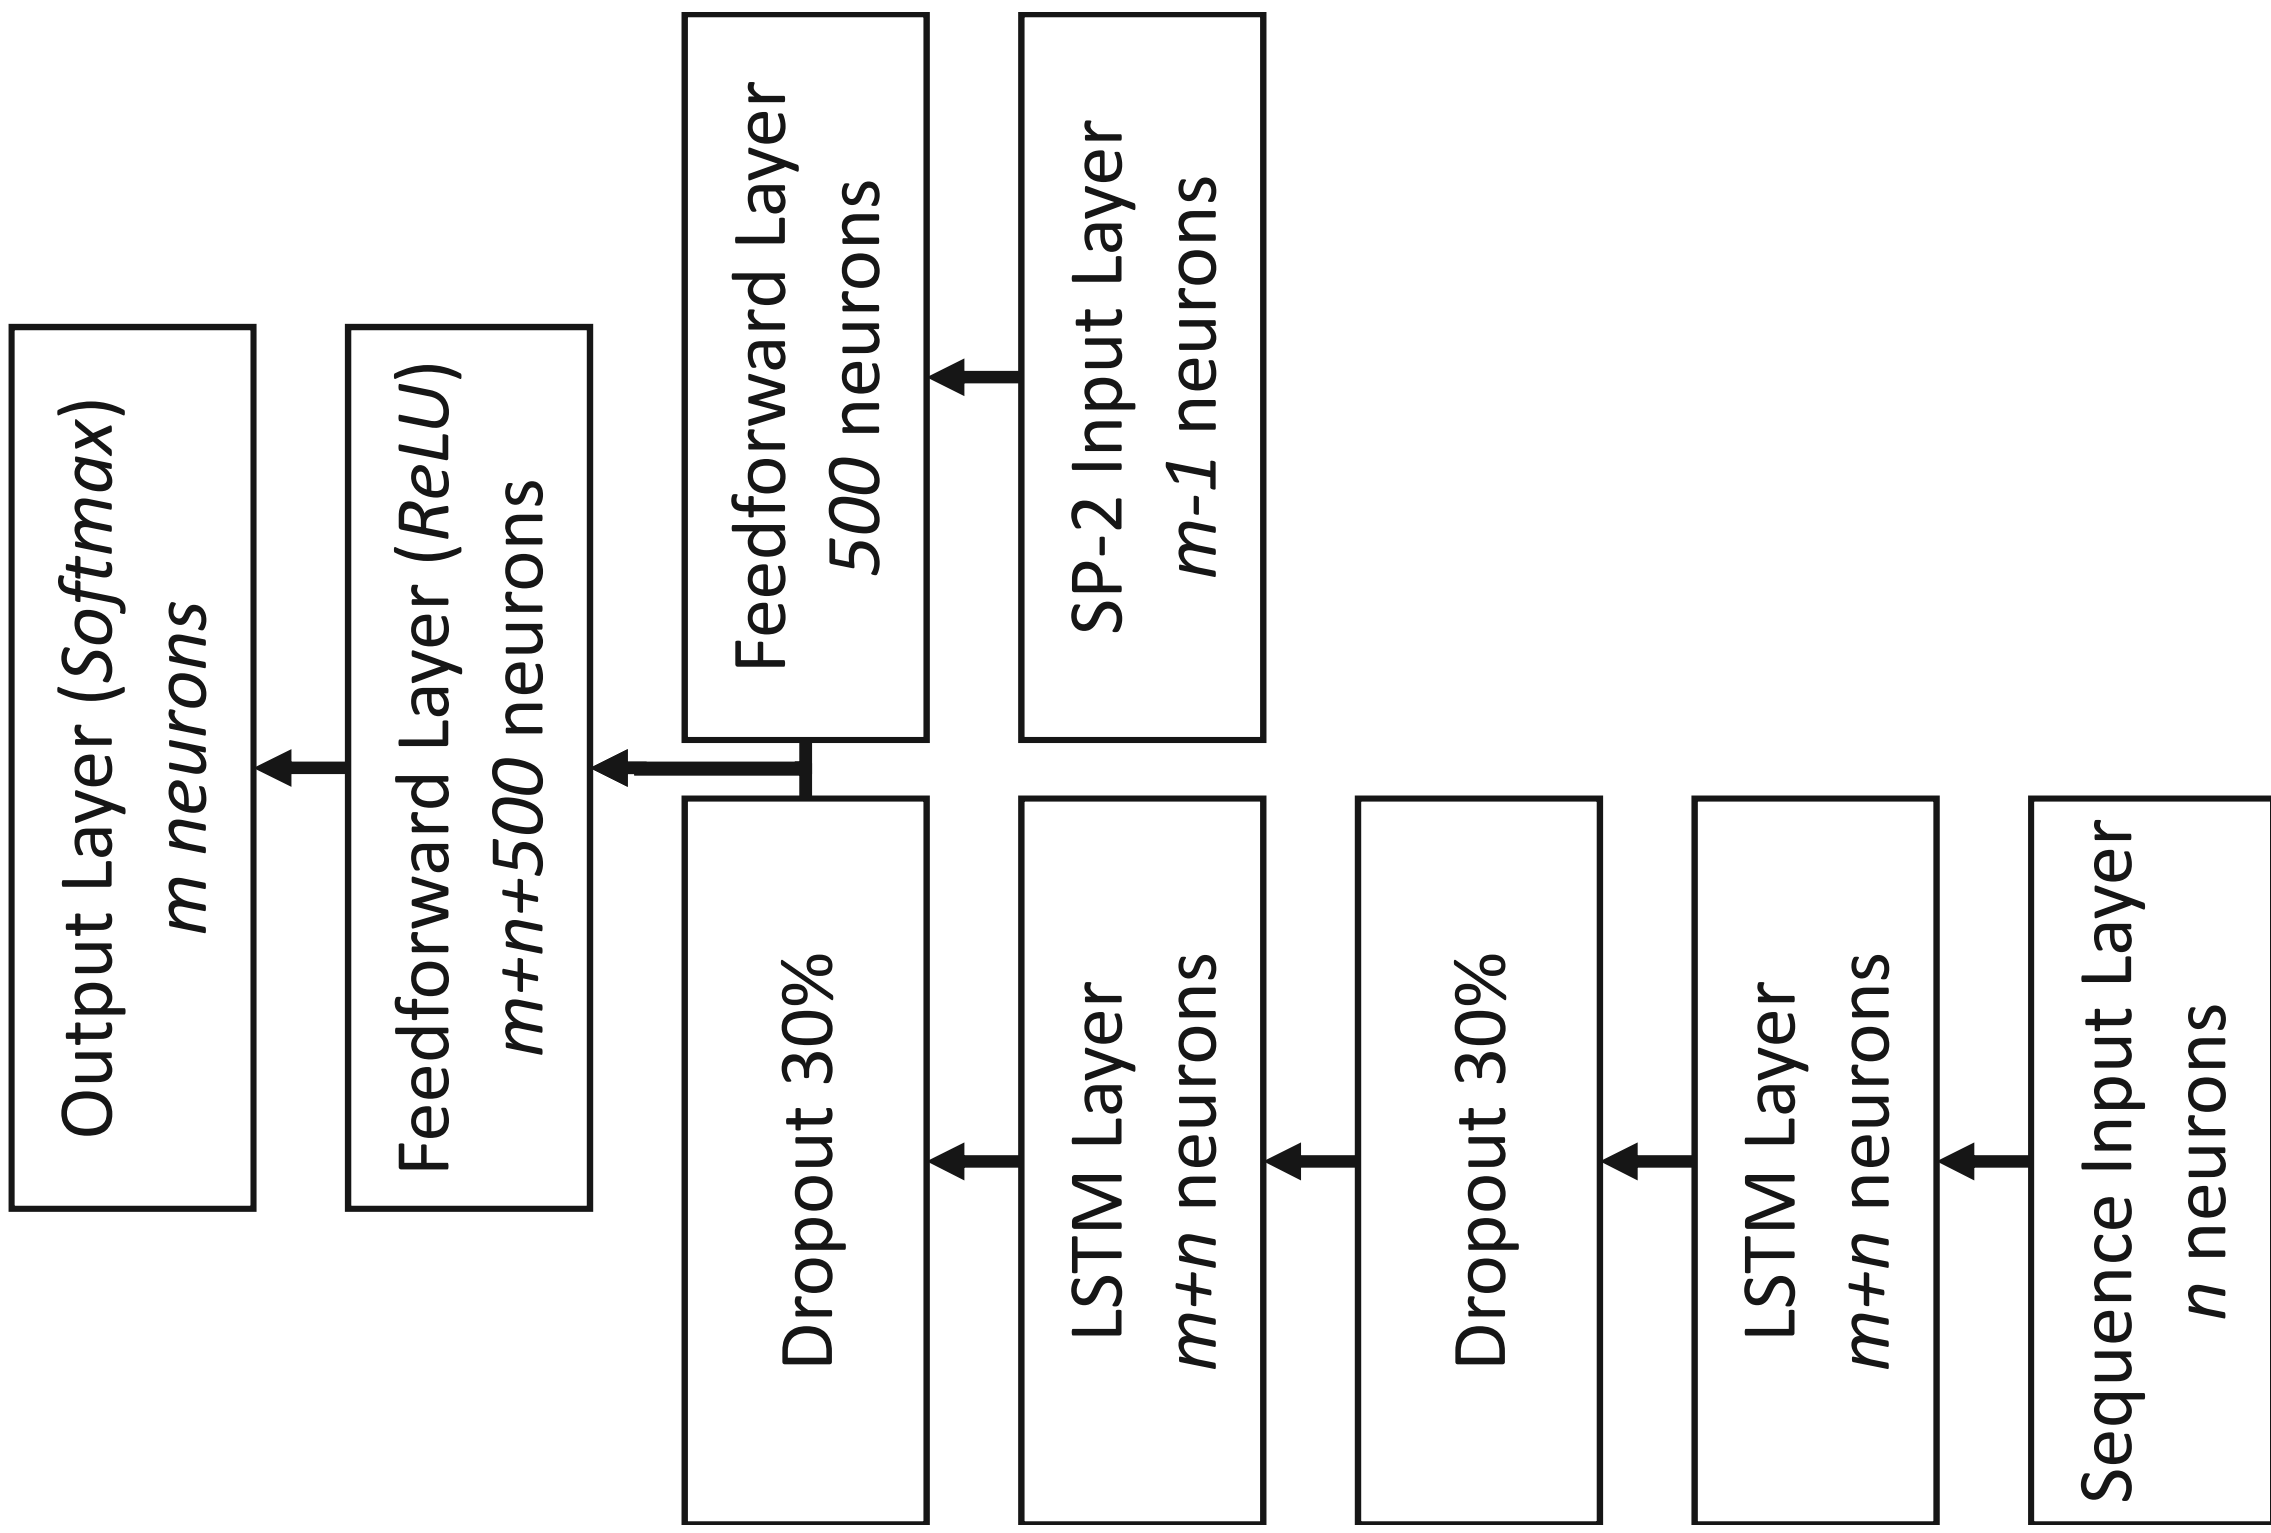 Output Layer (Softmax)
m neurons
Feedforward Layer (ReLU)
m+n+500 neurons
Dropout 30%
Feedforward Layer
500 neurons
LSTM Layer
m+n neurons
SP-2 Input Layer
m-1 neurons
Dropout 30%
LSTM Layer
m+n neurons
Sequence Input Layer
n neurons